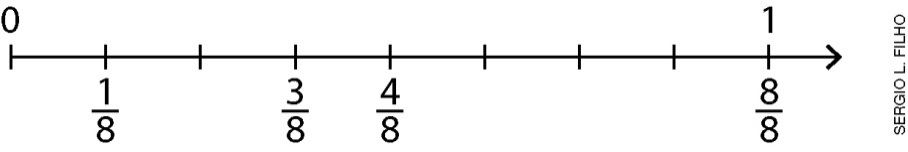 0 1
1/8 3/8 4/8 8/8
SERGIO L. FILHO